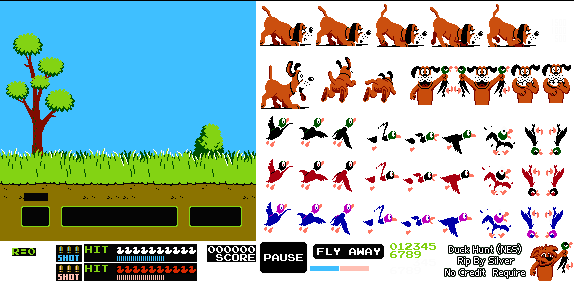 R=0
HIT
SHOT
HIT
SHOT
000000
SCORE
PAUSE
FLY AWAY
012345
6789
Duck Hunt (NES)
Rip By Silver
No Credit Require